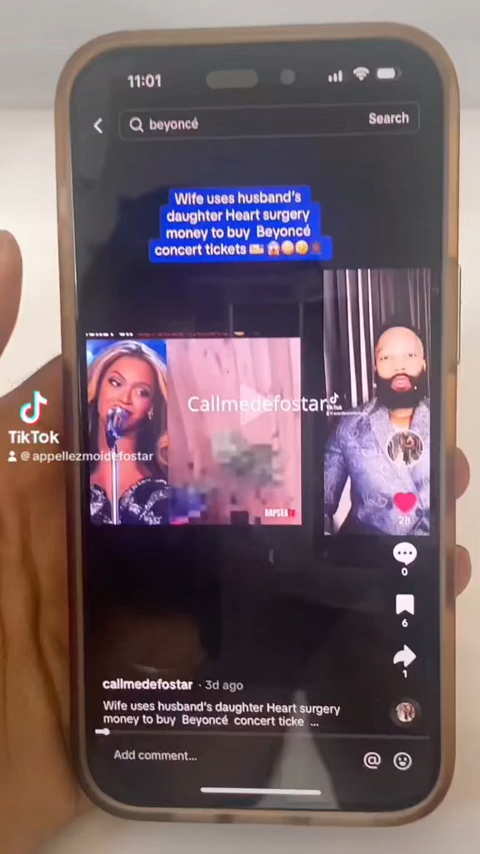 11:01
beyoncé
Search
Wife uses husband's
daughter Heart surgery
money to buy Beyoncé
concert tickets
Callmedefostar
TikTok
@appellezmoidefostar
28
0
6
1
callmedefostar · 3d ago
Wife uses husband's daughter Heart surgery
money to buy Beyoncé concert ticke ...
Add comment...
@